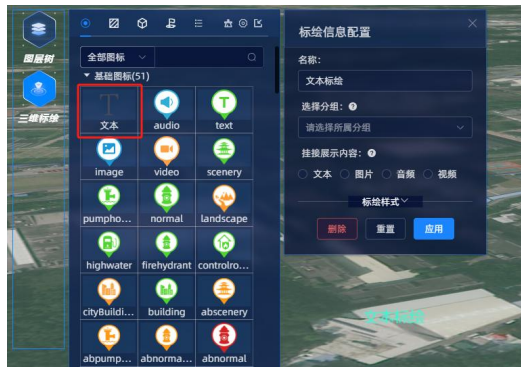 图层树
三维标绘
全部图标
基础图标(51)
文本
audio
text
image
video
scenery
pumpho...
normal
landscape
highwater
firehydrant
controlro...
cityBuildi...
building
abscenery
abpump...
abnorma...
abnormal
标绘信息配置
名称:
文本标绘
选择分组:
请选择所属分组
挂接展示内容:
文本 图片 音频 视频
标绘样式
删除 重置 应用
文本标绘